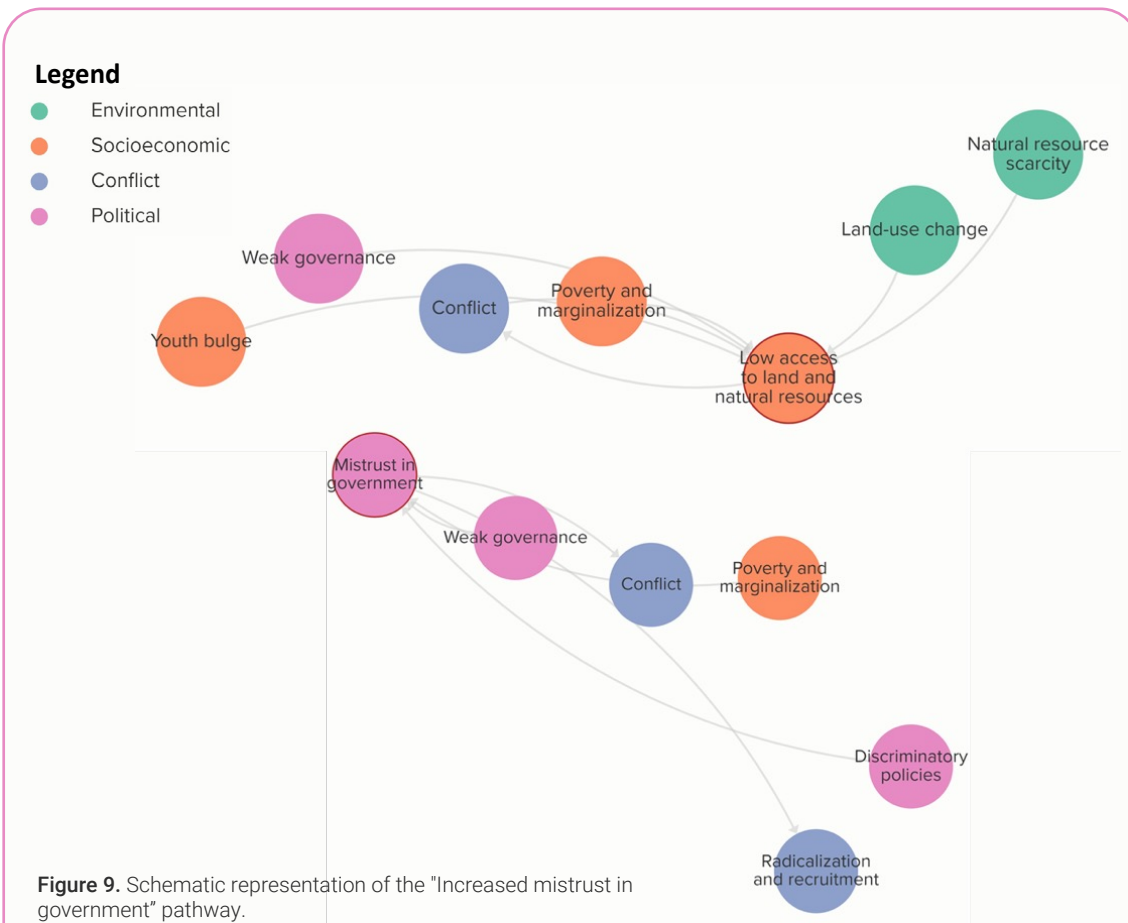 Legend
Environmental
Socioeconomic
Conflict
Political
Natural resource
scarcity
Land-use change
Weak governance
Conflict
Poverty and
marginalization
Youth bulge
Low access
to land and
natural resources
Mistrust in
government
Weak governance
Conflict
Poverty and
marginalization
Discriminatory
policies
Radicalization
and recruitment
Figure 9. Schematic representation of the "Increased mistrust in
government” pathway.